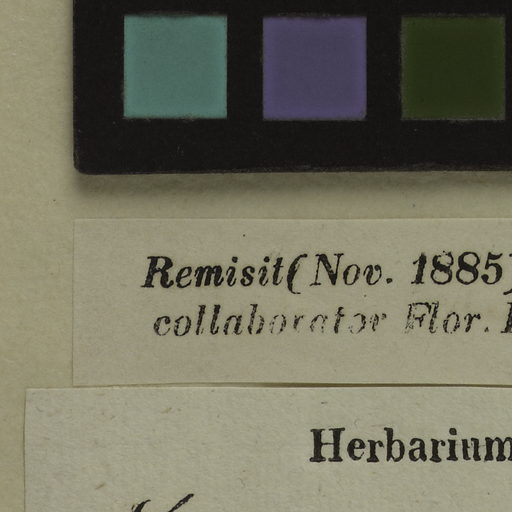 Remisit (Nov. 1885)
collaborator Flor.
Herbarium